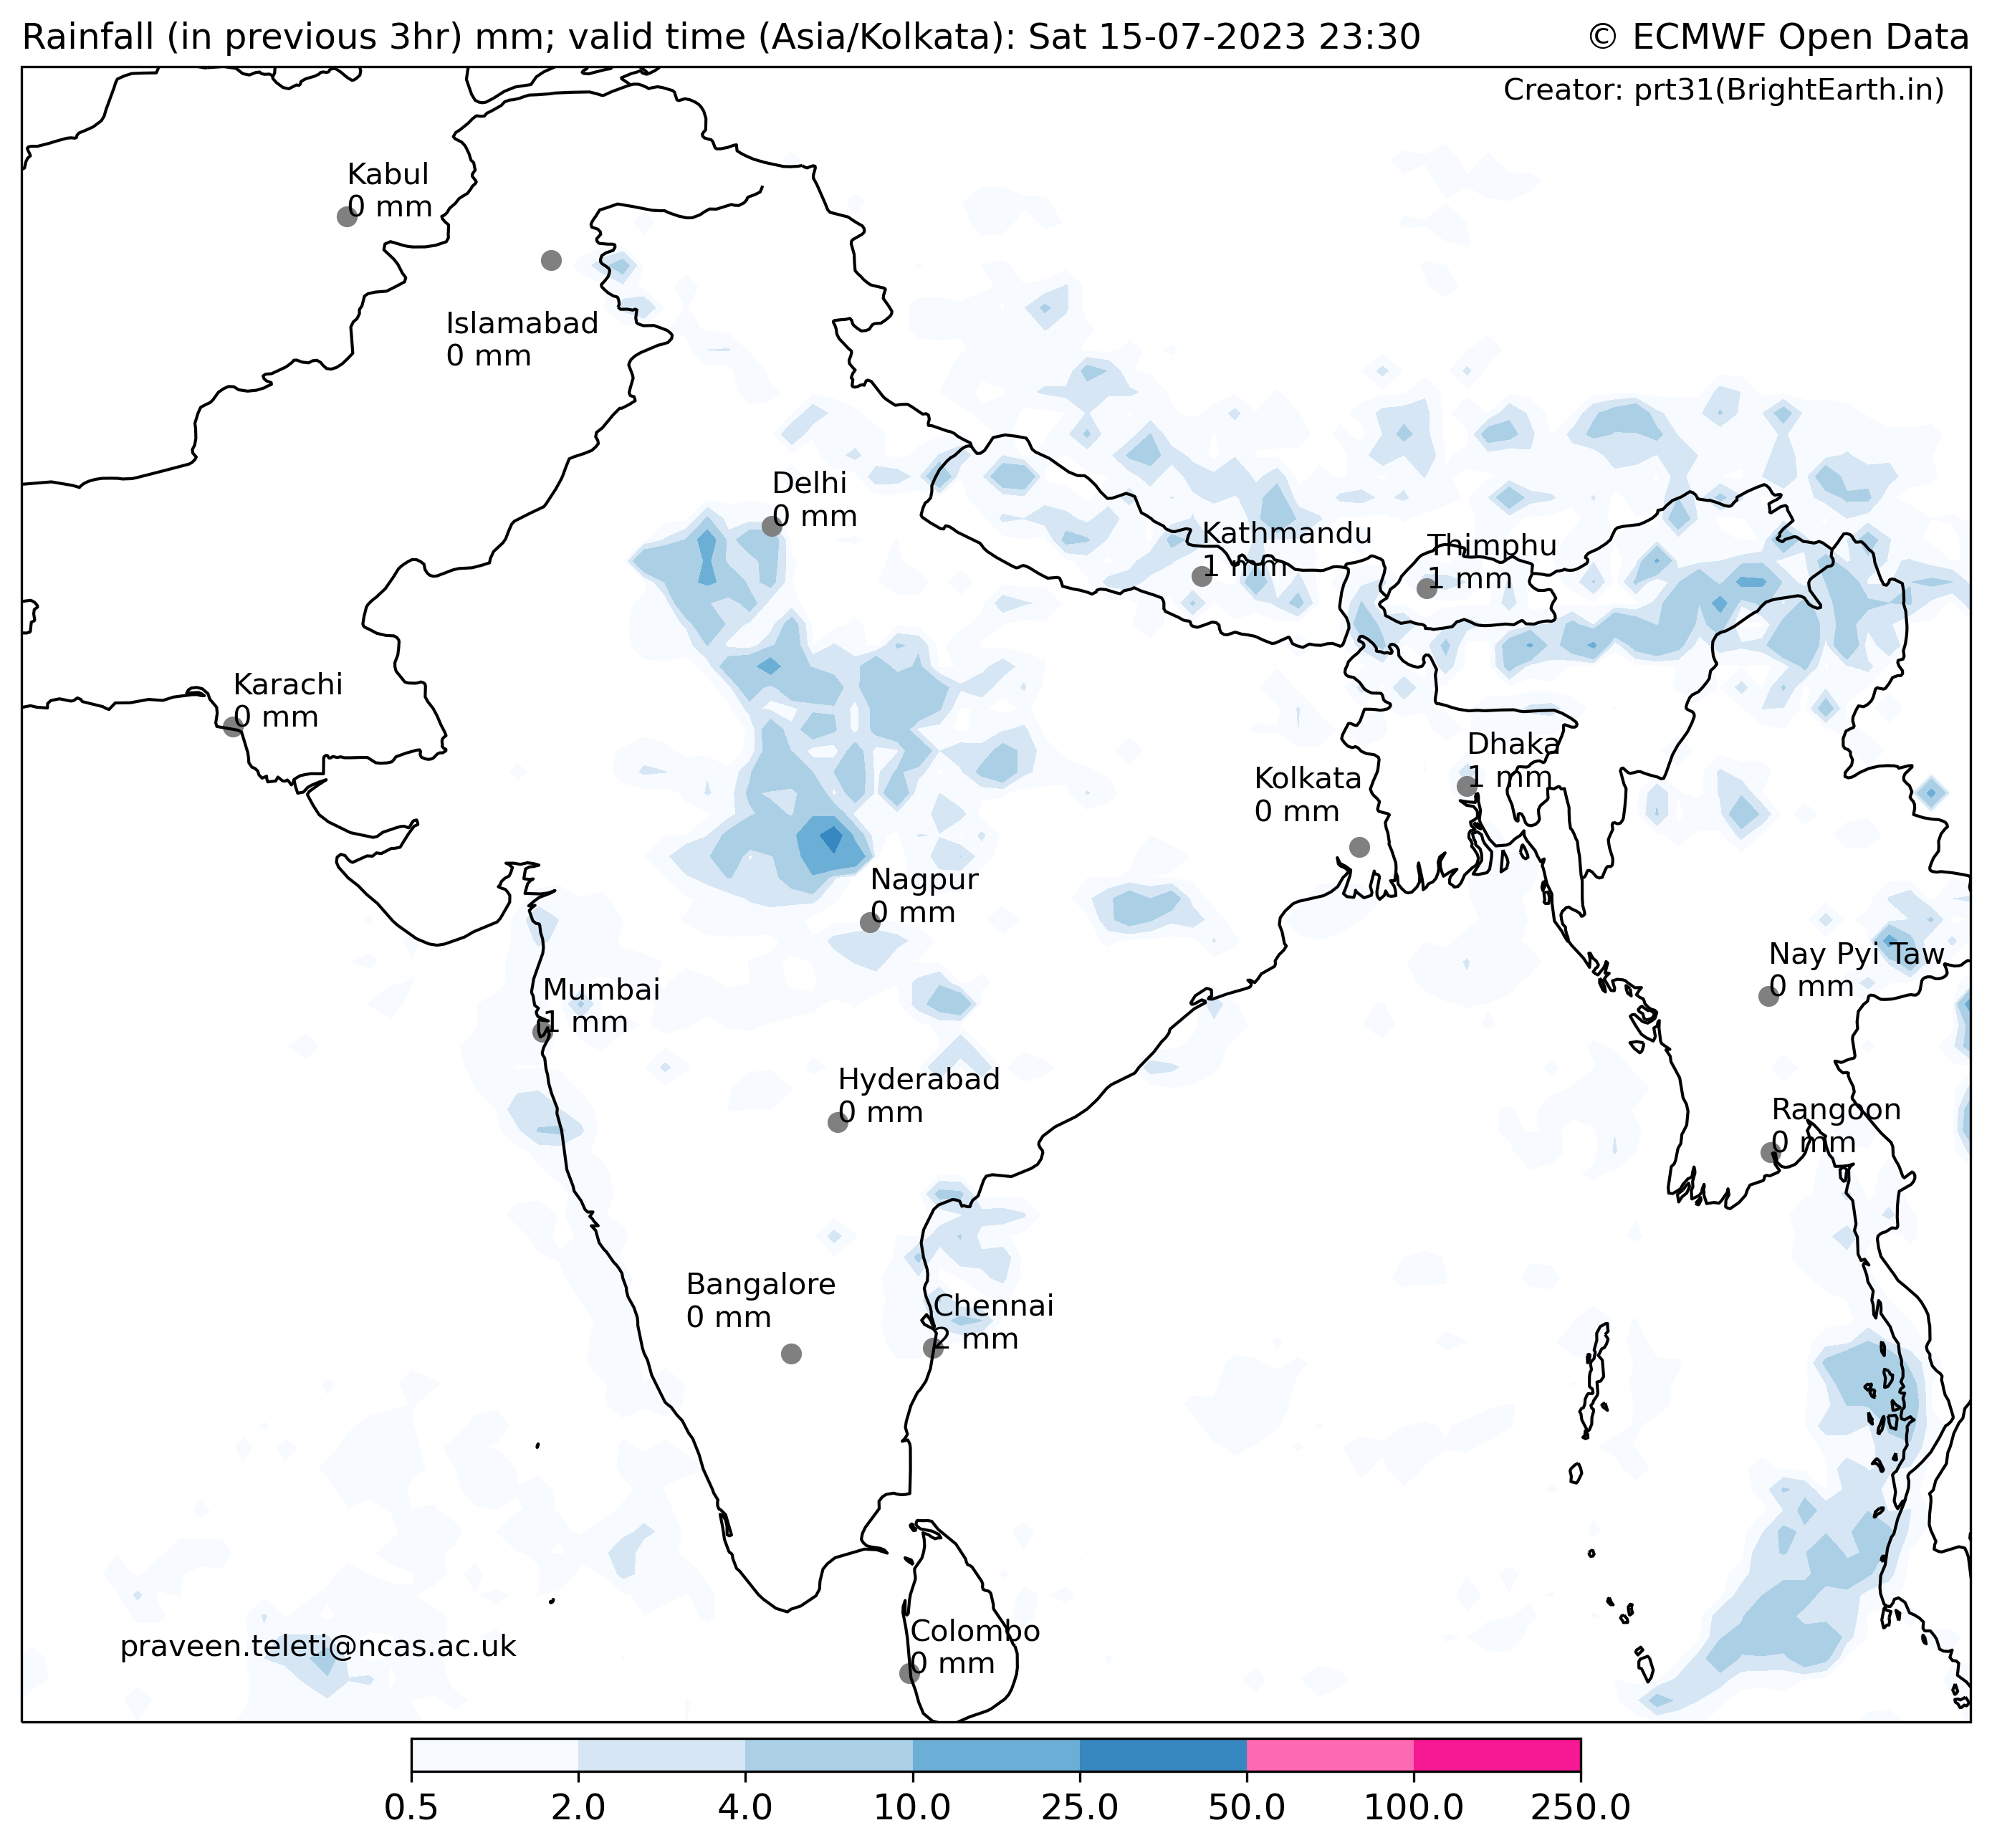 Rainfall (in previous 3hr) mm; valid time (Asia/Kolkata): Sat 15-07-2023 23:30
© ECMWF Open Data
Creator: prt31(BrightEarth.in)
Kabul
0 mm
Islamabad
0 mm
Delhi
0 mm
Kathmandu
1 mm
Thimphu
1 mm
Karachi
0 mm
Dhaka
1 mm
Kolkata
0 mm
Nagpur
0 mm
Nay Pyi Taw
0 mm
Mumbai
1 mm
Hyderabad
0 mm
Rangoon
0 mm
Bangalore
0 mm
Chennai
2 mm
Colombo
0 mm
praveen.teleti@ncas.ac.uk
0.5 2.0 4.0 10.0 25.0 50.0 100.0 250.0